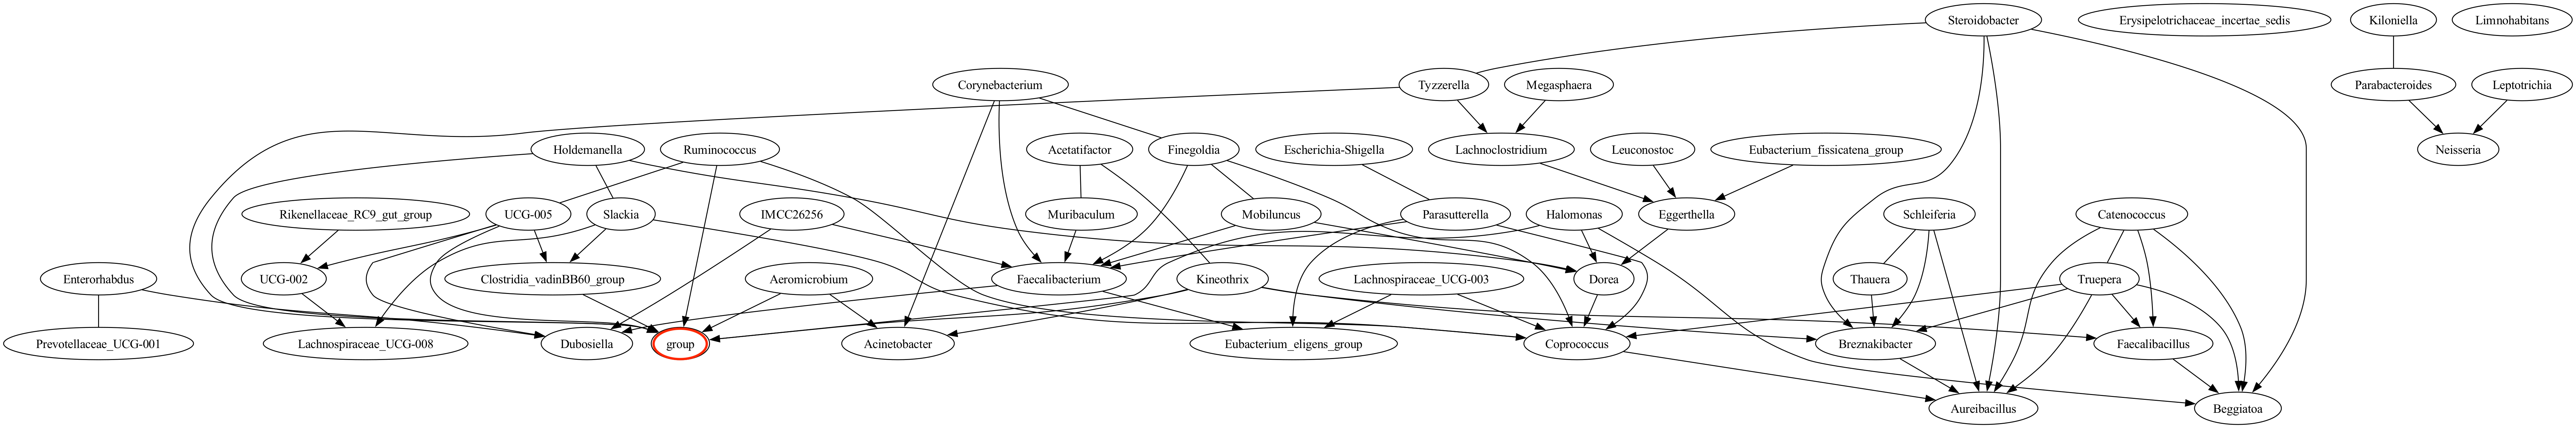 Steroidobacter
Erysipelotrichaceae_incertae_sedis
Kiloniella
Limnohabitans
Corynebacterium
Tyzzerella
Megasphaera
Parabacteroides
Leptotrichia
Holdemanella
Ruminococcus
Acetatifactor
Finegoldia
Escherichia-Shigella
Lachnoclostridium
Leuconostoc
Eubacterium_fissicatena_group
Neisseria
Rikenellaceae_RC9_gut_group
UCG-005
Slackia
IMCC26256
Muribaculum
Mobiluncus
Parasutterella
Halomonas
Eggerthella
Schleiferia
Catenococcus
Enterorhabdus
UCG-002
Clostridia_vadinBB60_group
Aeromicrobium
Faecalibacterium
Kineothrix
Lachnospiraceae_UCG-003
Dorea
Thauera
Truepera
Prevotellaceae_UCG-001
Lachnospiraceae_UCG-008
Dubosiella
group
Acinetobacter
Eubacterium_eligens_group
Coprococcus
Breznakibacter
Faecalibacillus
Aureibacillus
Beggiatoa